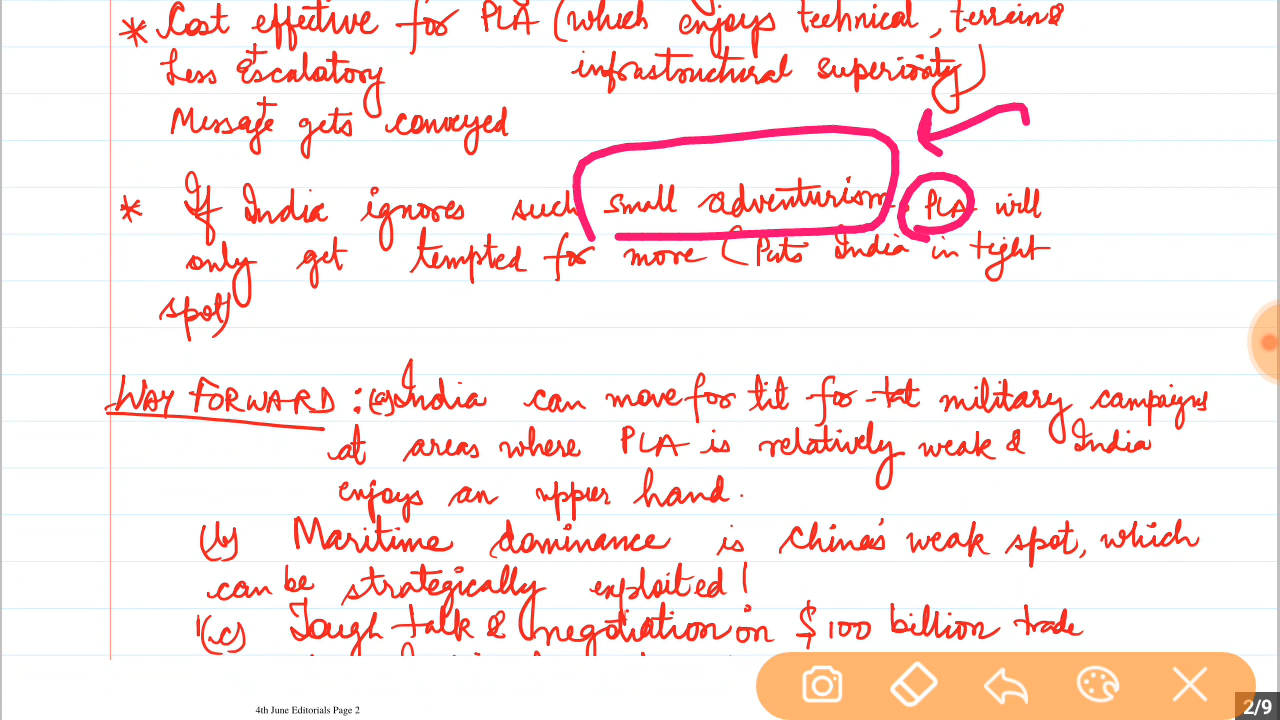 * Cost effective for PLA (which enjoys technical, terrain &
+
Less Escalatory infrastructural superiority)
+
Message gets conveyed
* If India ignores such small adventurism PLA will
only get tempted for more (Puts India in tight
spot)
WAY FORWARD : (a) India can move for tit for tat military campaigns
at areas where PLA is relatively weak & India
enjoys an upper hand.
(b) Maritime dominance is China's weak spot, which
can be strategically exploited!
(c) Tough talk & negotiation on $ 100 billion trade
4th June Editorials Page 2
2/9